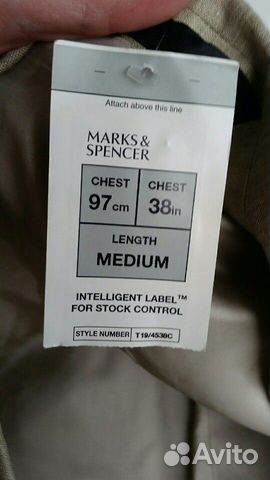 Attach above this line
MARKS &
SPENCER
CHEST CHEST
97cm 38in
LENGTH
MEDIUM
INTELLIGENT LABEL™
FOR STOCK CONTROL
STYLE NUMBER T19/4538C
Avito